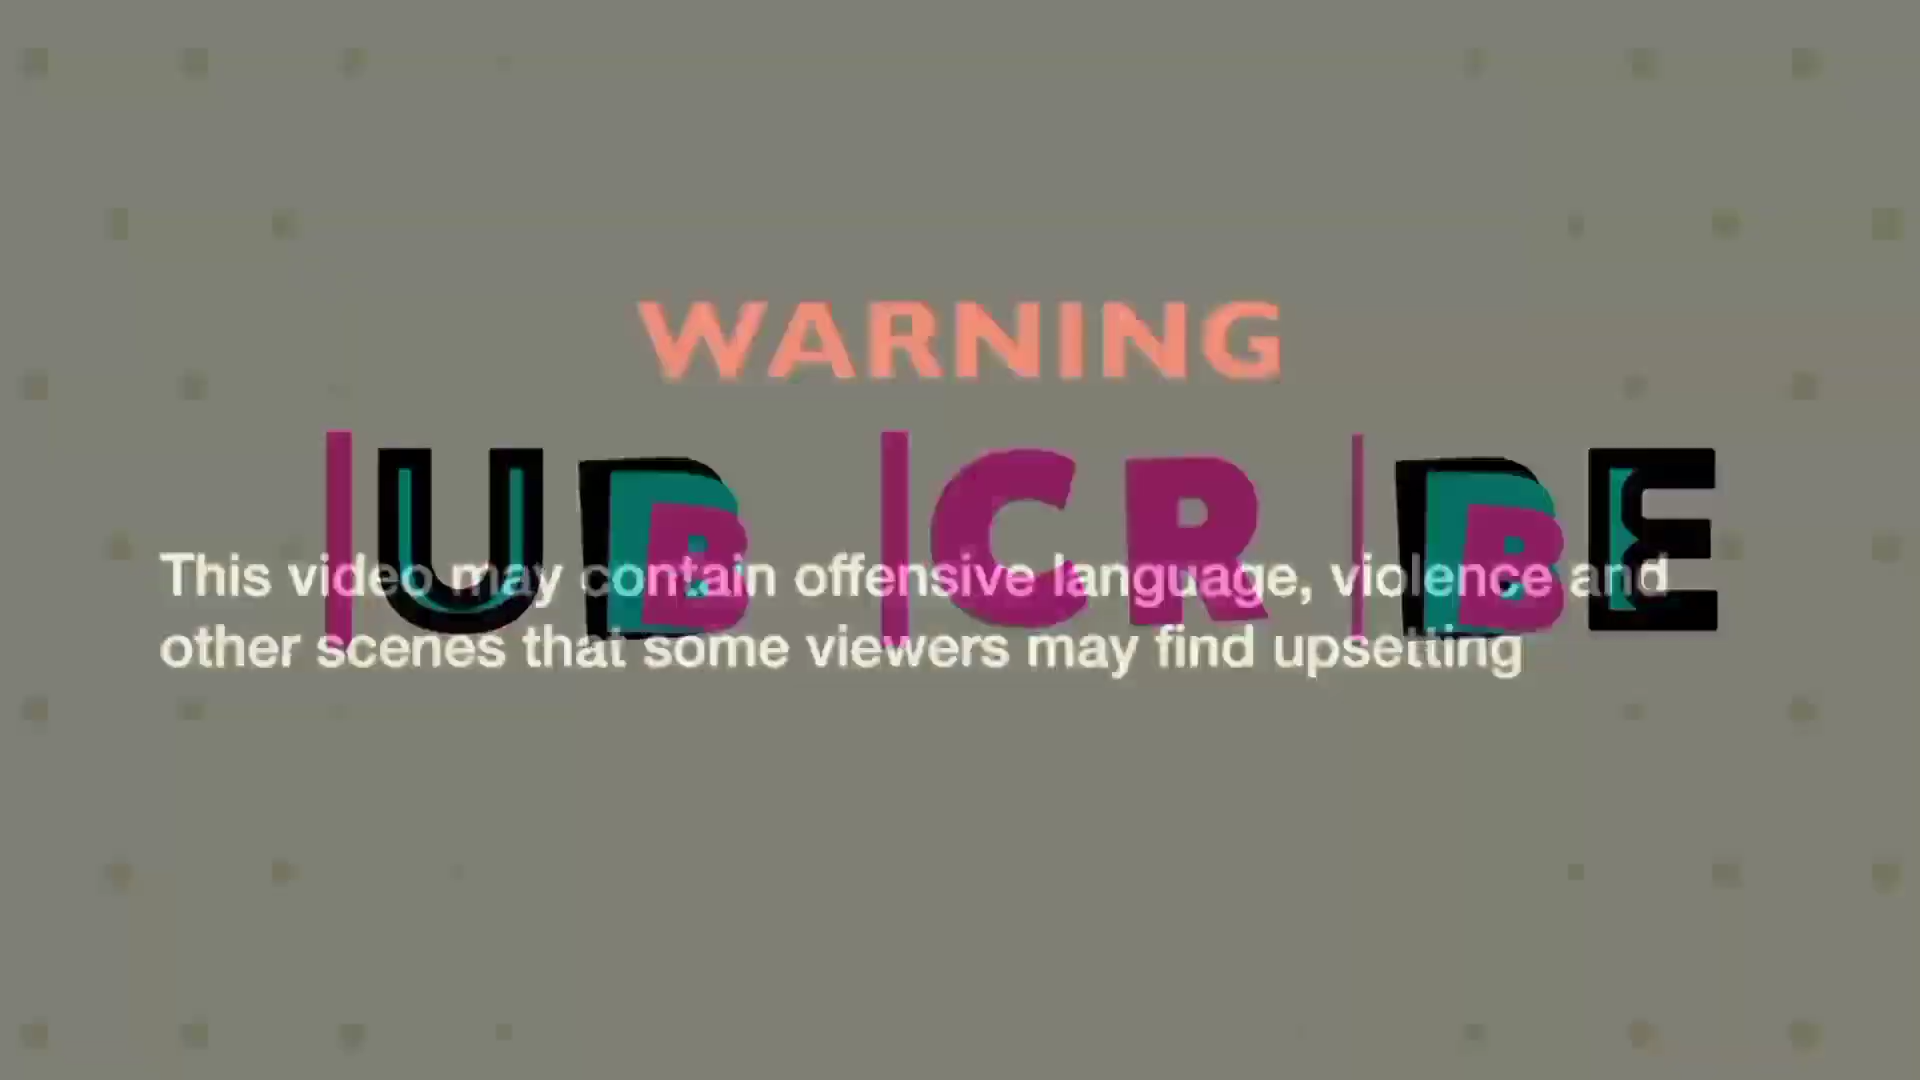 WARNING
UB CR BE
This video may contain offensive language, violence and
other scenes that some viewers may find upsetting